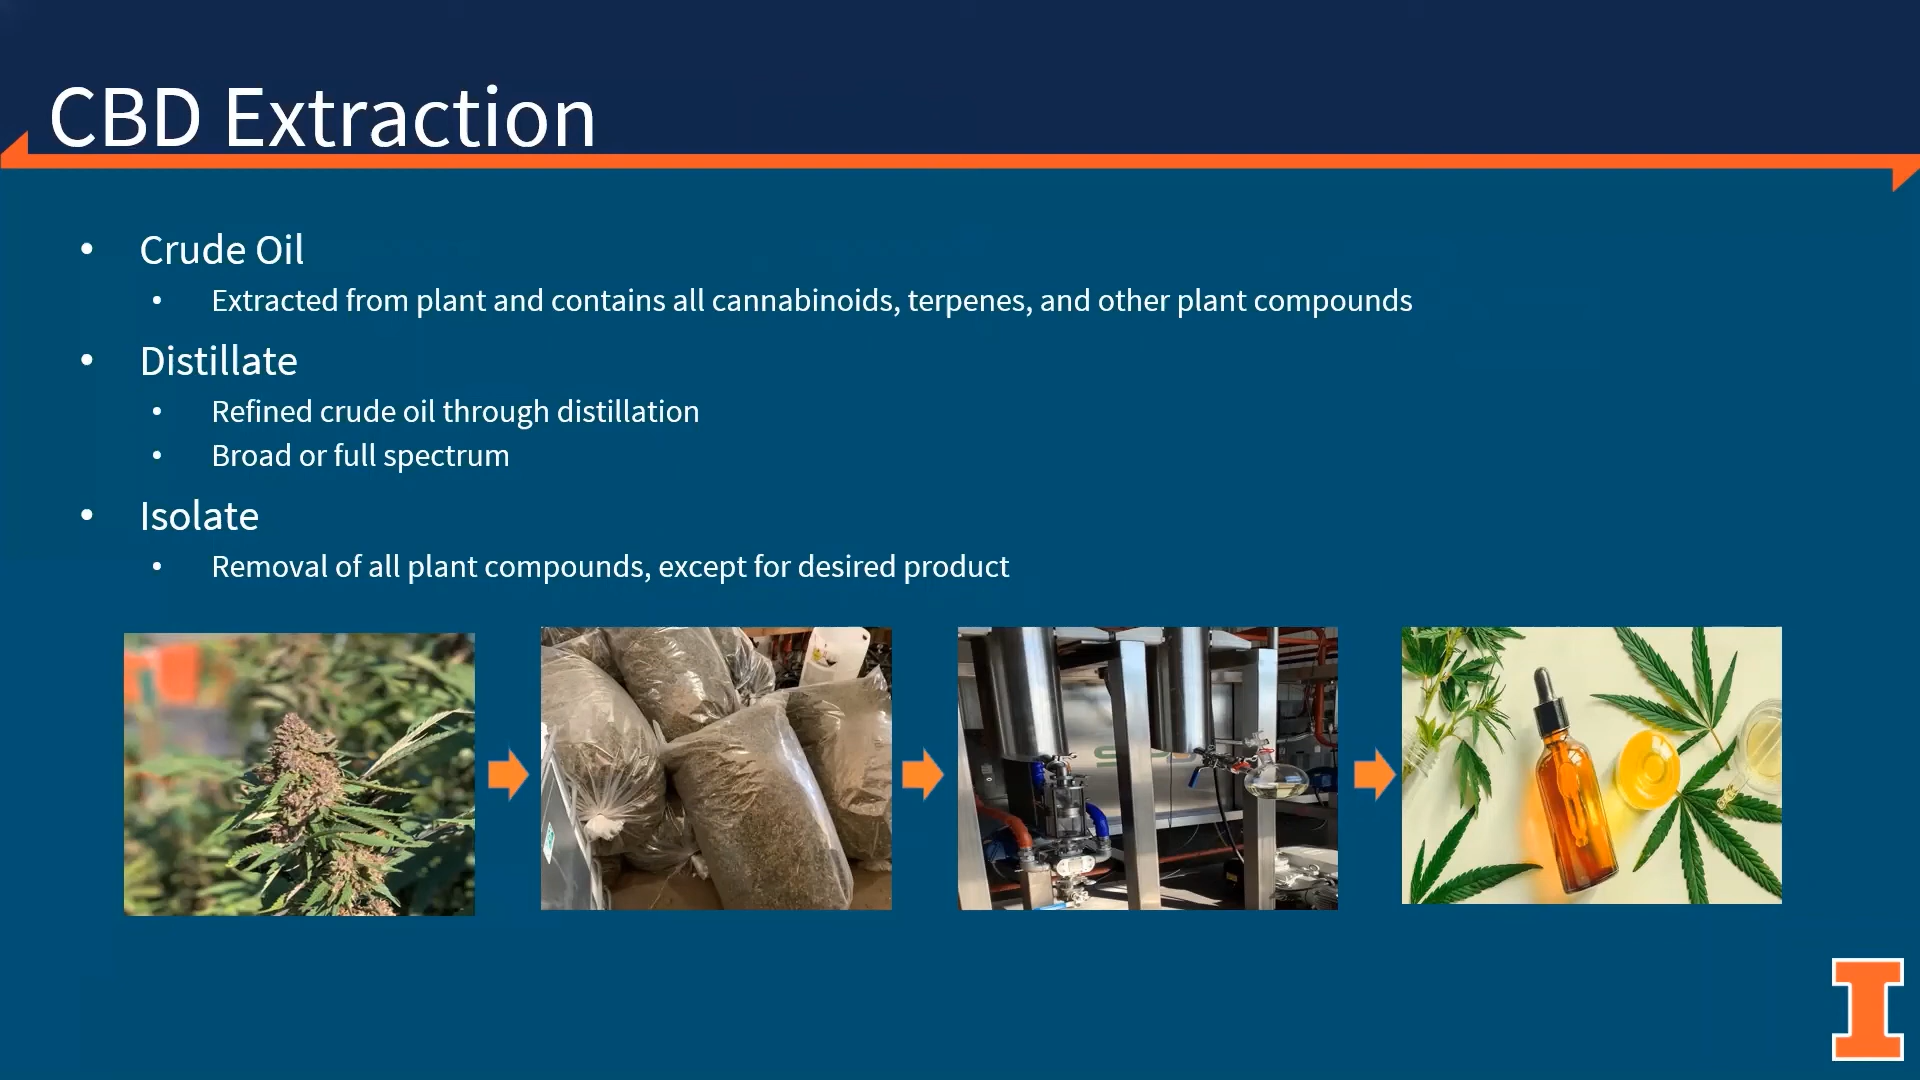 CBD Extraction
• Crude Oil
• Extracted from plant and contains all cannabinoids, terpenes, and other plant compounds
• Distillate
• Refined crude oil through distillation
• Broad or full spectrum
• Isolate
• Removal of all plant compounds, except for desired product
I